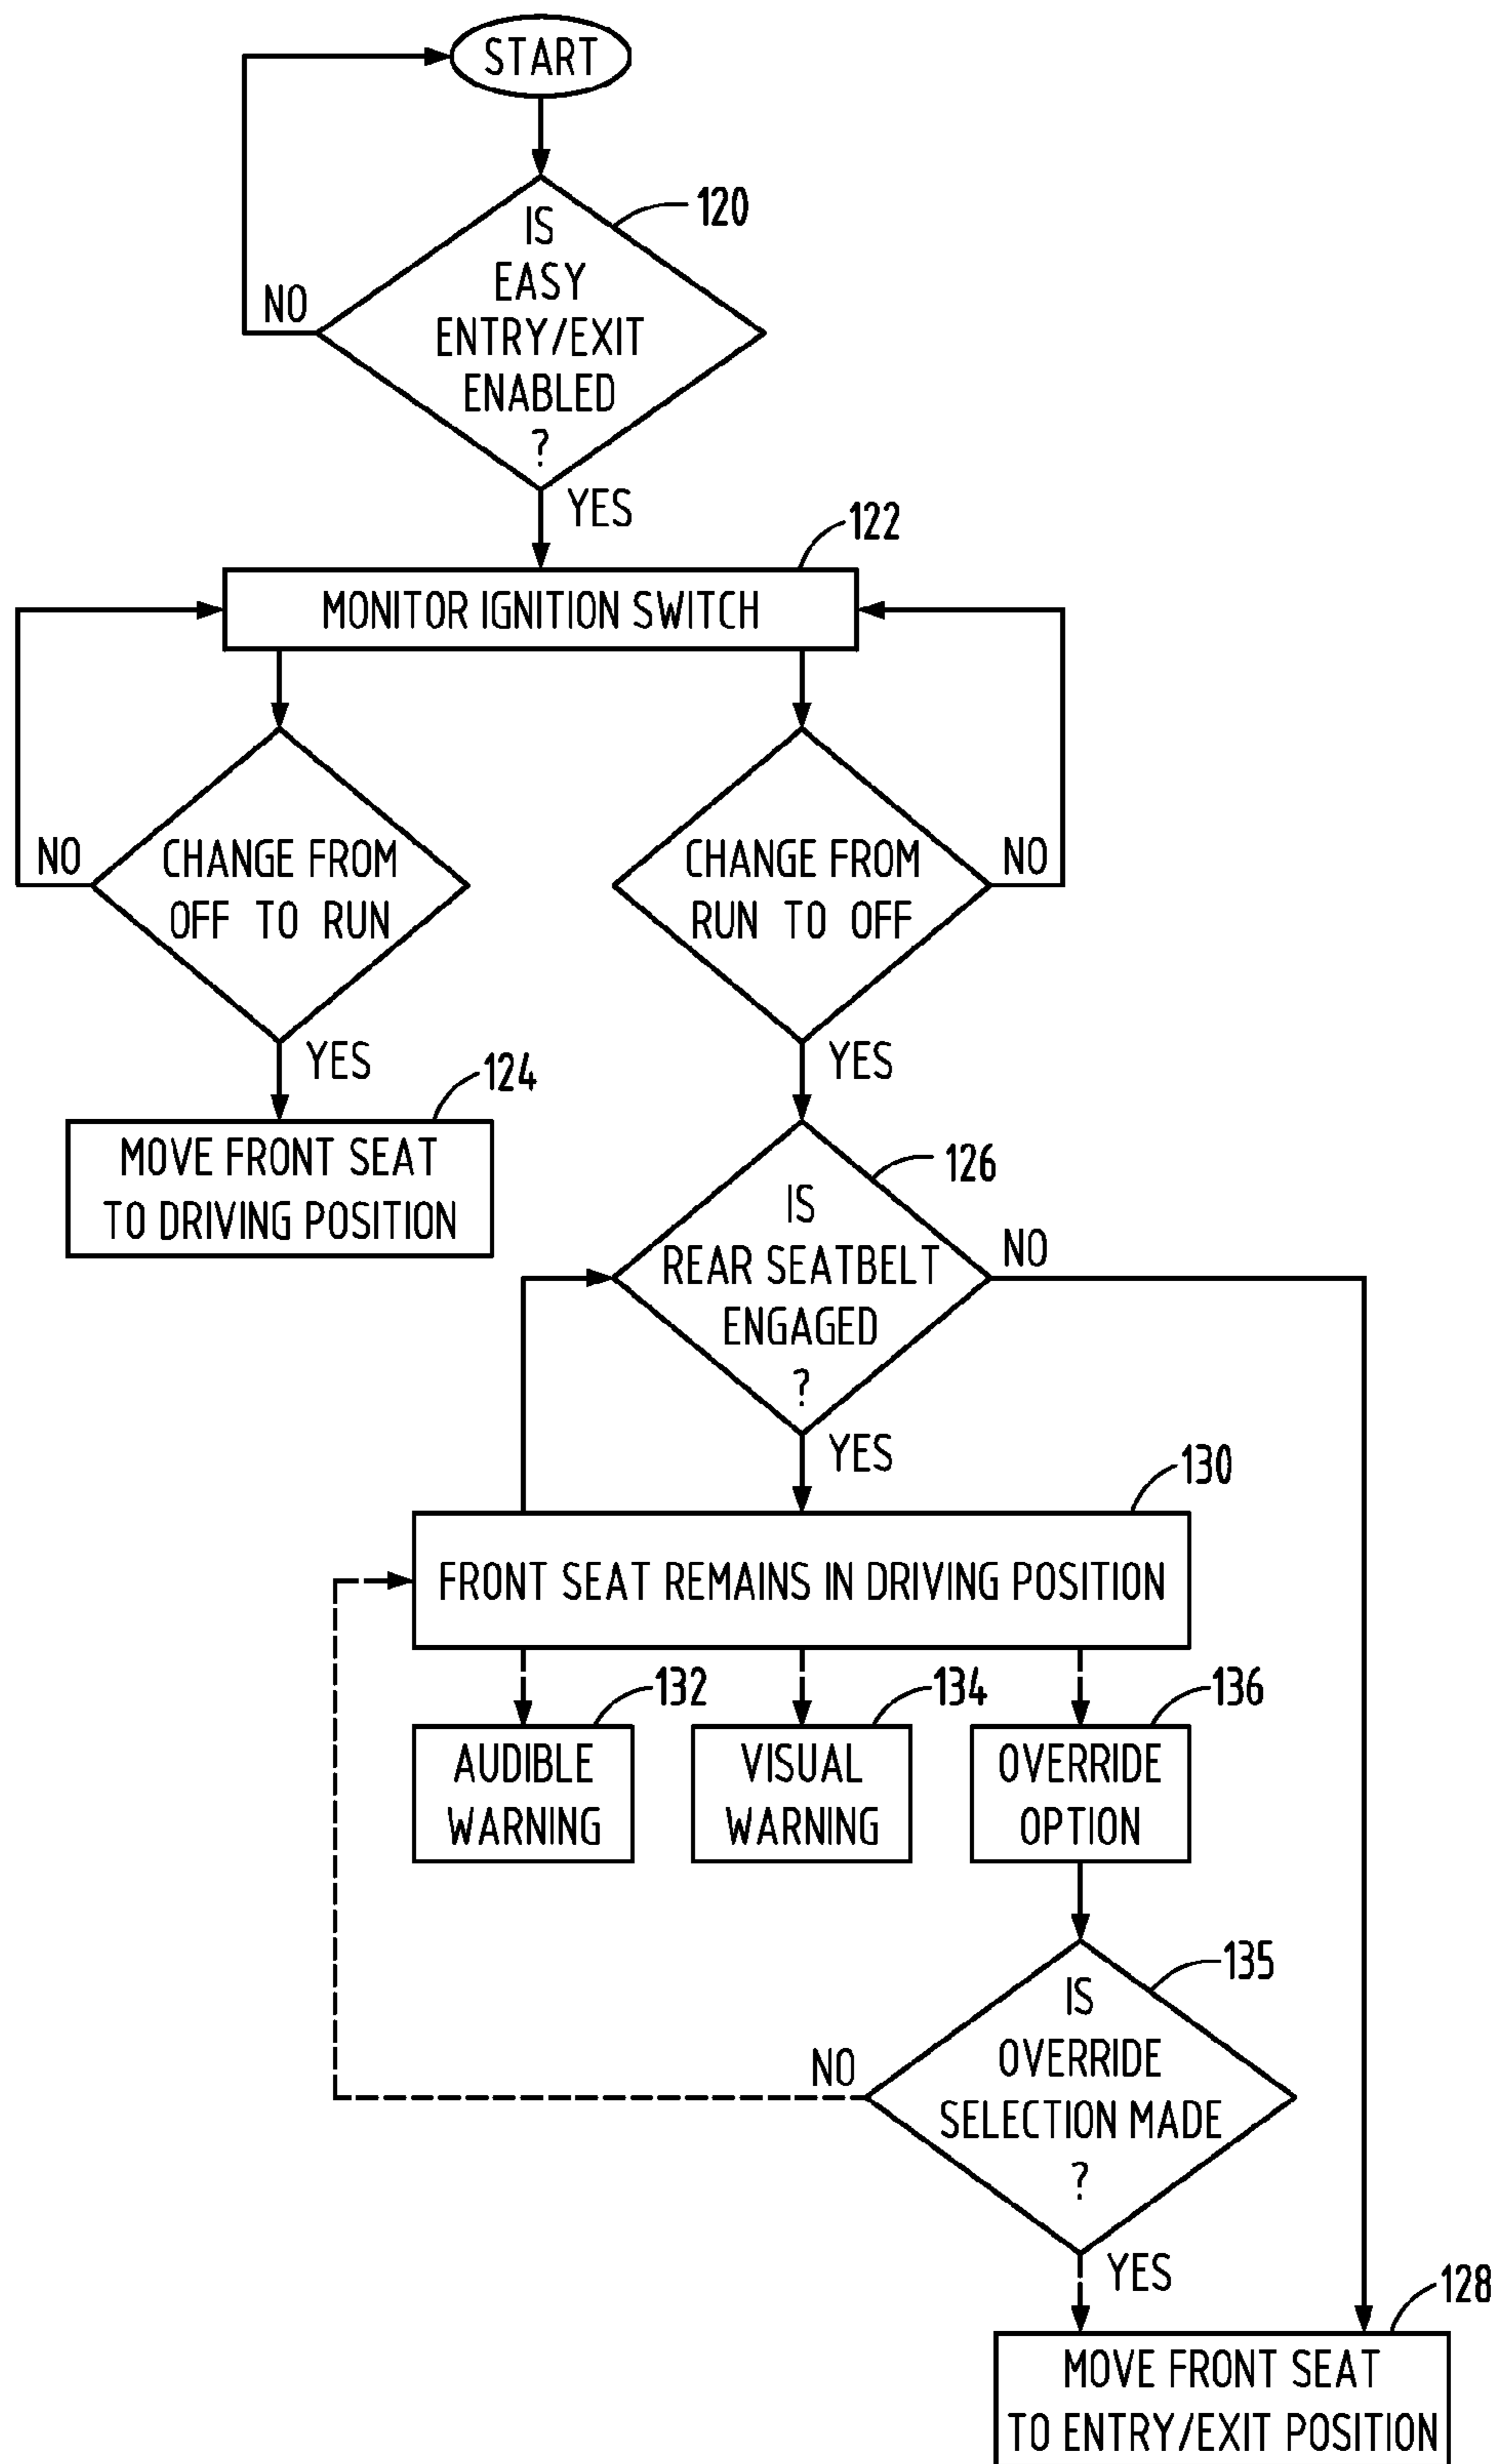 START
120
IS
EASY
ENTRY/EXIT
ENABLED
?
NO
YES
122
MONITOR IGNITION SWITCH
NO
CHANGE FROM
OFF TO RUN
CHANGE FROM
RUN TO OFF
NO
YES
YES
124
MOVE FRONT SEAT
TO DRIVING POSITION
126
IS
REAR SEATBELT
ENGAGED
?
NO
YES
130
FRONT SEAT REMAINS IN DRIVING POSITION
132
134
136
AUDIBLE
WARNING
VISUAL
WARNING
OVERRIDE
OPTION
135
IS
OVERRIDE
SELECTION MADE
?
NO
YES
128
MOVE FRONT SEAT
TO ENTRY/EXIT POSITION